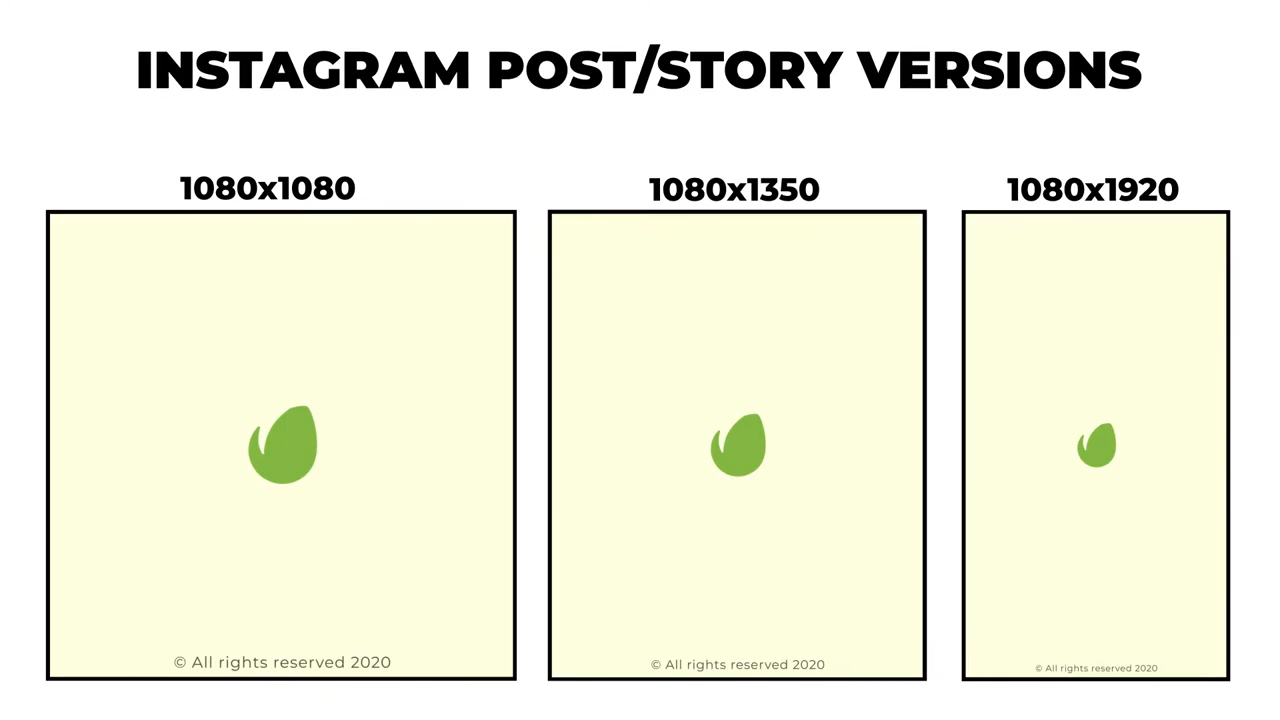 INSTAGRAM POST/STORY VERSIONS
1080x1080
1080x1350
1080x1920
© All rights reserved 2020
© All rights reserved 2020
© All rights reserved 2020